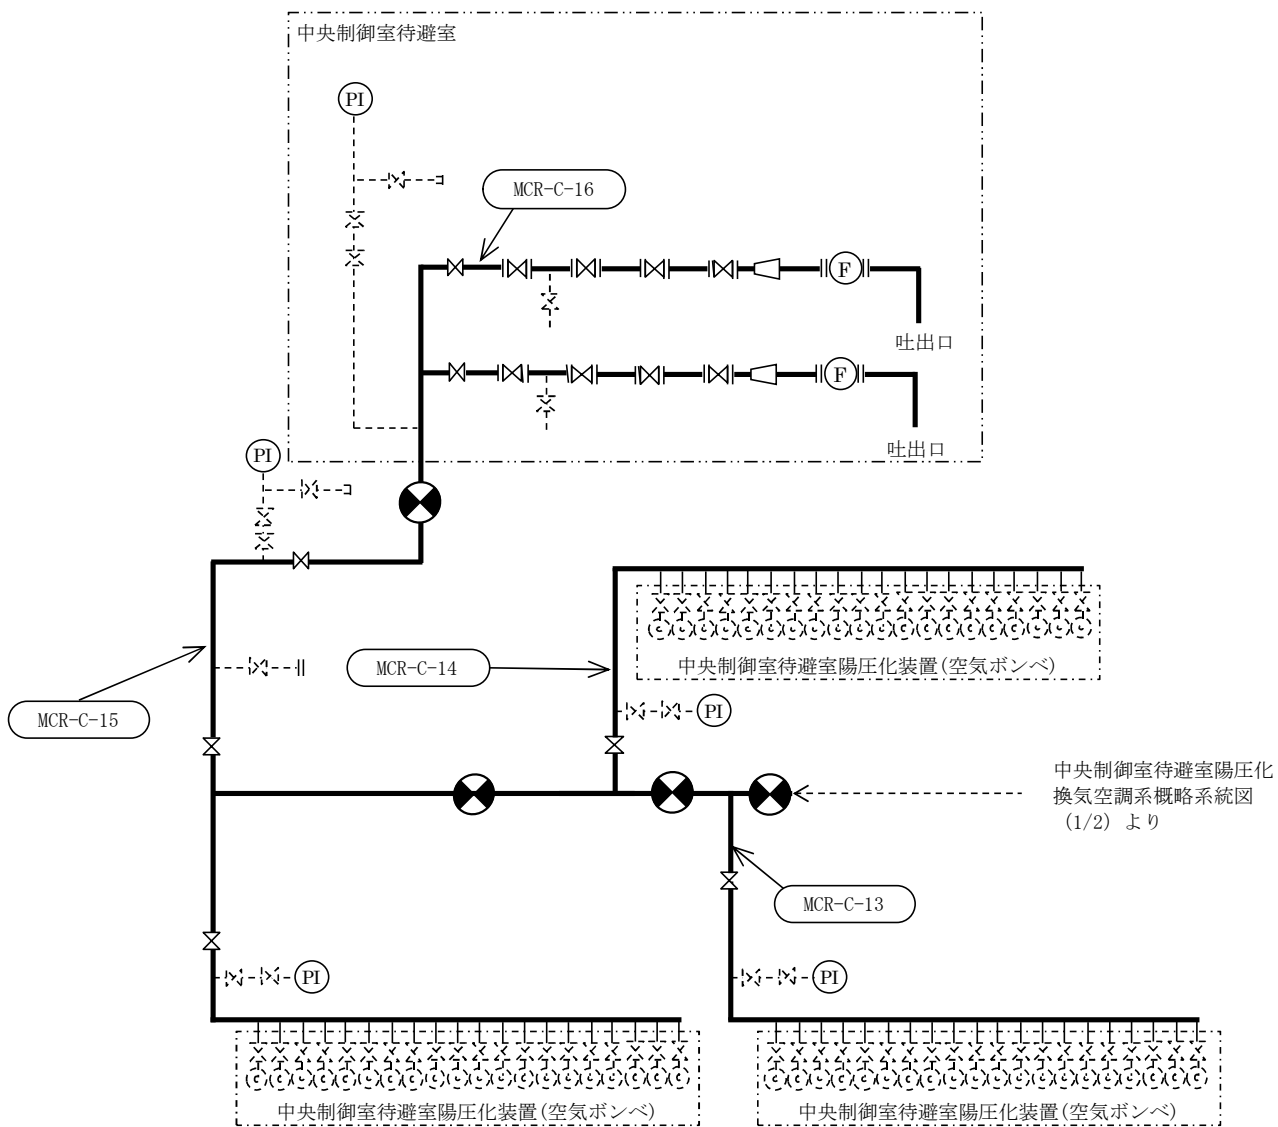 中央制御室待避室
PI
MCR-C-16
F
吐出口
F
吐出口
PI
中央制御室待避室陽圧化装置(空気ボンベ)
MCR-C-14
MCR-C-15
PI
中央制御室待避室陽圧化
換気空調系概略系統図
(1/2) より
MCR-C-13
PI
PI
中央制御室待避室陽圧化装置(空気ボンベ)
中央制御室待避室陽圧化装置(空気ボンベ)